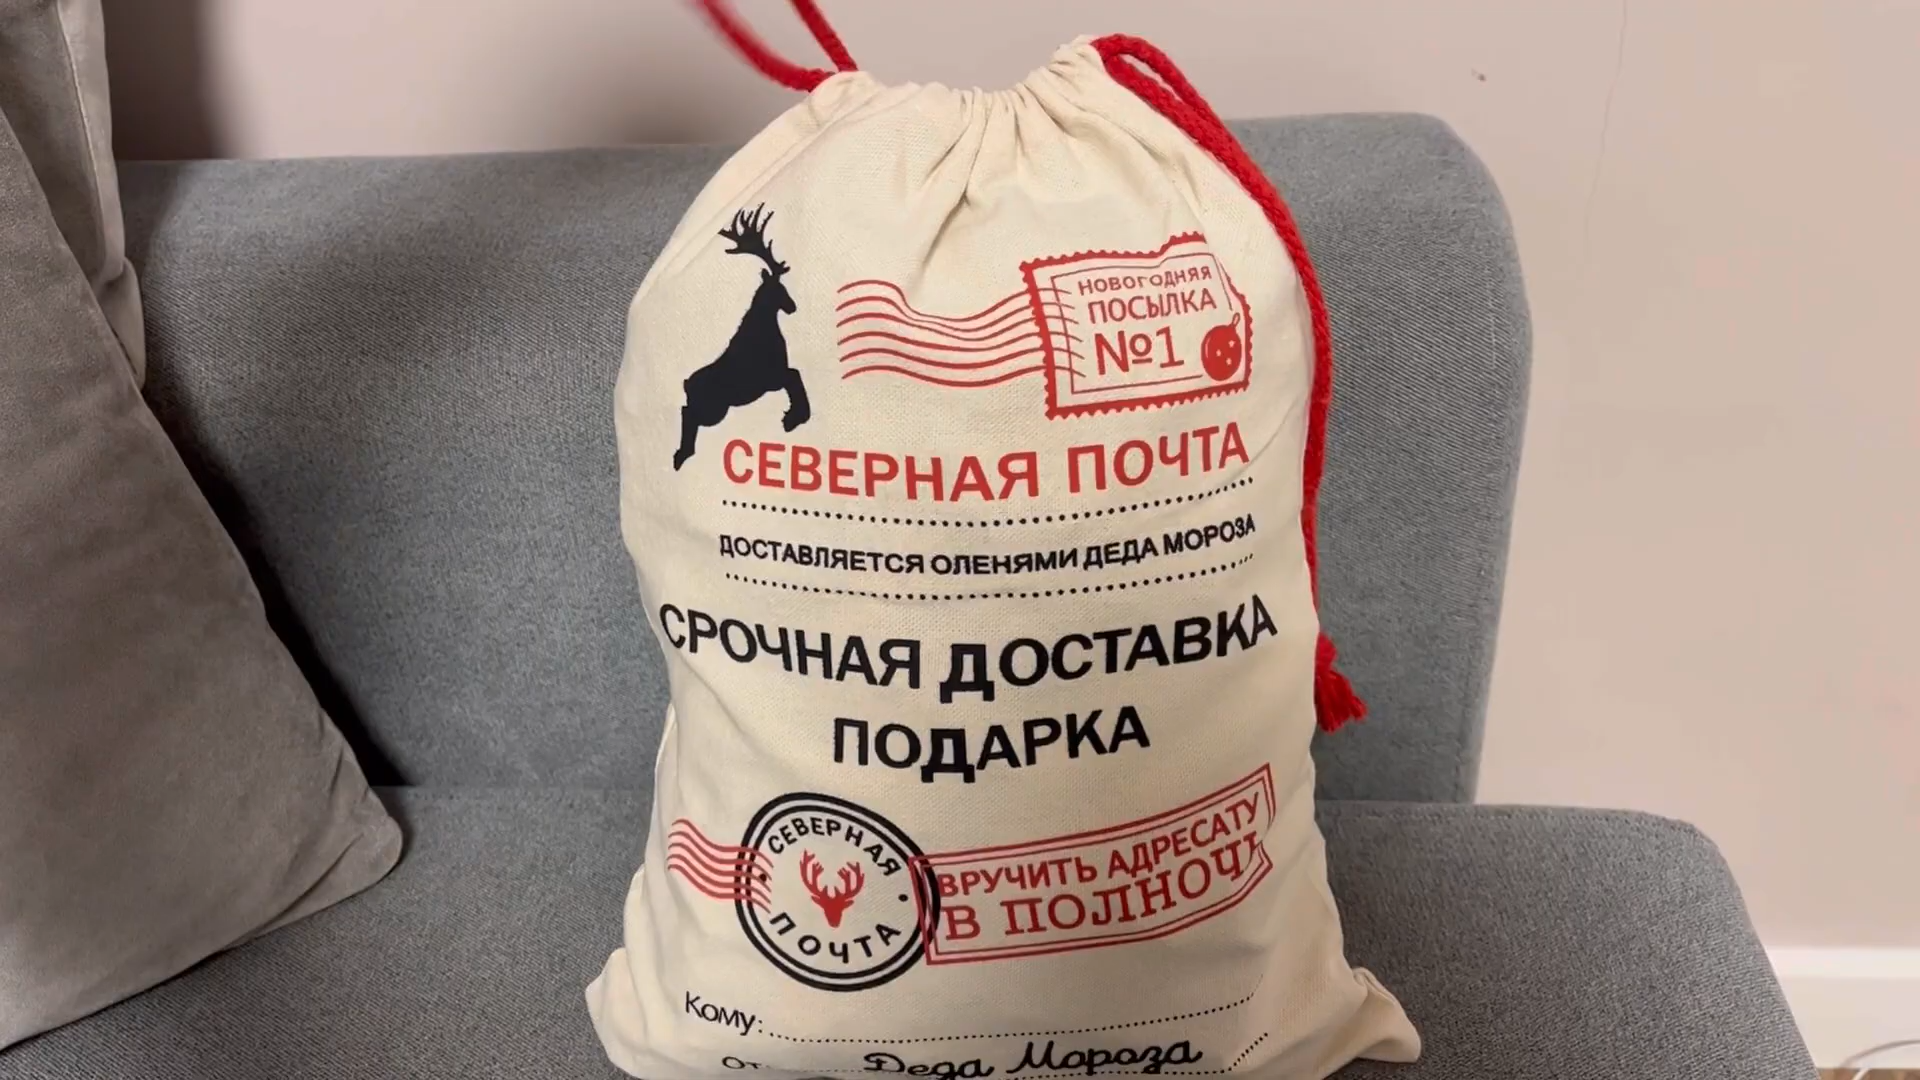 НОВОГОДНЯЯ
ПОСЫЛКА
№1
СЕВЕРНАЯ ПОЧТА
ДОСТАВЛЯЕТСЯ ОЛЕНЯМИ ДЕДА МОРОЗА
СРОЧНАЯ ДОСТАВКА
ПОДАРКА
СЕВЕРНАЯ
ПОЧТА
ВРУЧИТЬ АДРЕСАТУ
В ПОЛНОЧЬ
Кому:
От Деда Мороза